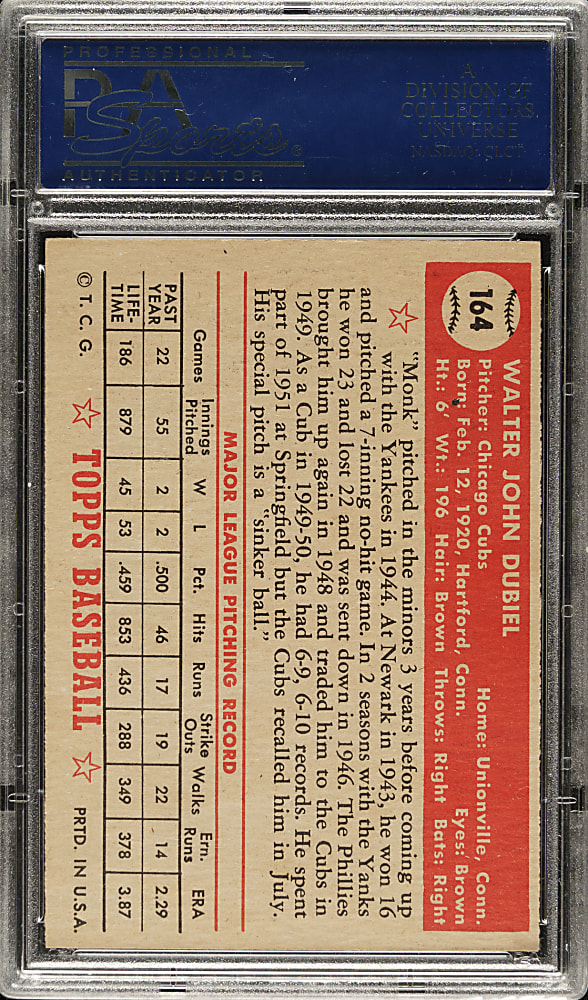 PROFESSIONAL
PSA
Sports ®
AUTHENTICATOR
A
DIVISION OF
COLLECTORS
UNIVERSE
NASDAQ: CLCT
164
WALTER JOHN DUBIEL
Pitcher: Chicago Cubs Home: Unionville, Conn.
Born: Feb. 12, 1920, Hartford, Conn. Eyes: Brown
Ht.: 6' Wt.: 196 Hair: Brown Throws: Right Bats: Right
"Monk" pitched in the minors 3 years before coming up
with the Yankees in 1944. At Newark in 1943, he won 16
and pitched a 7-inning no-hit game. In 2 seasons with the Yanks
he won 23 and lost 22 and was sent down in 1946. The Phillies
brought him up again in 1948 and traded him to the Cubs in
1949. As a Cub in 1949-50, he had 6-9, 6-10 records. He spent
part of 1951 at Springfield but the Cubs recalled him in July.
His special pitch is a "sinker ball."
MAJOR LEAGUE PITCHING RECORD
Games Innings Pitched W L Pct. Hits Runs Strike Outs Walks Ern. Runs ERA
PAST YEAR 22 55 2 2 .500 46 17 19 22 14 2.29
LIFE-TIME 186 879 45 53 .459 853 436 288 349 378 3.87
© T. C. G. TOPPS BASEBALL PRTD. IN U.S.A.